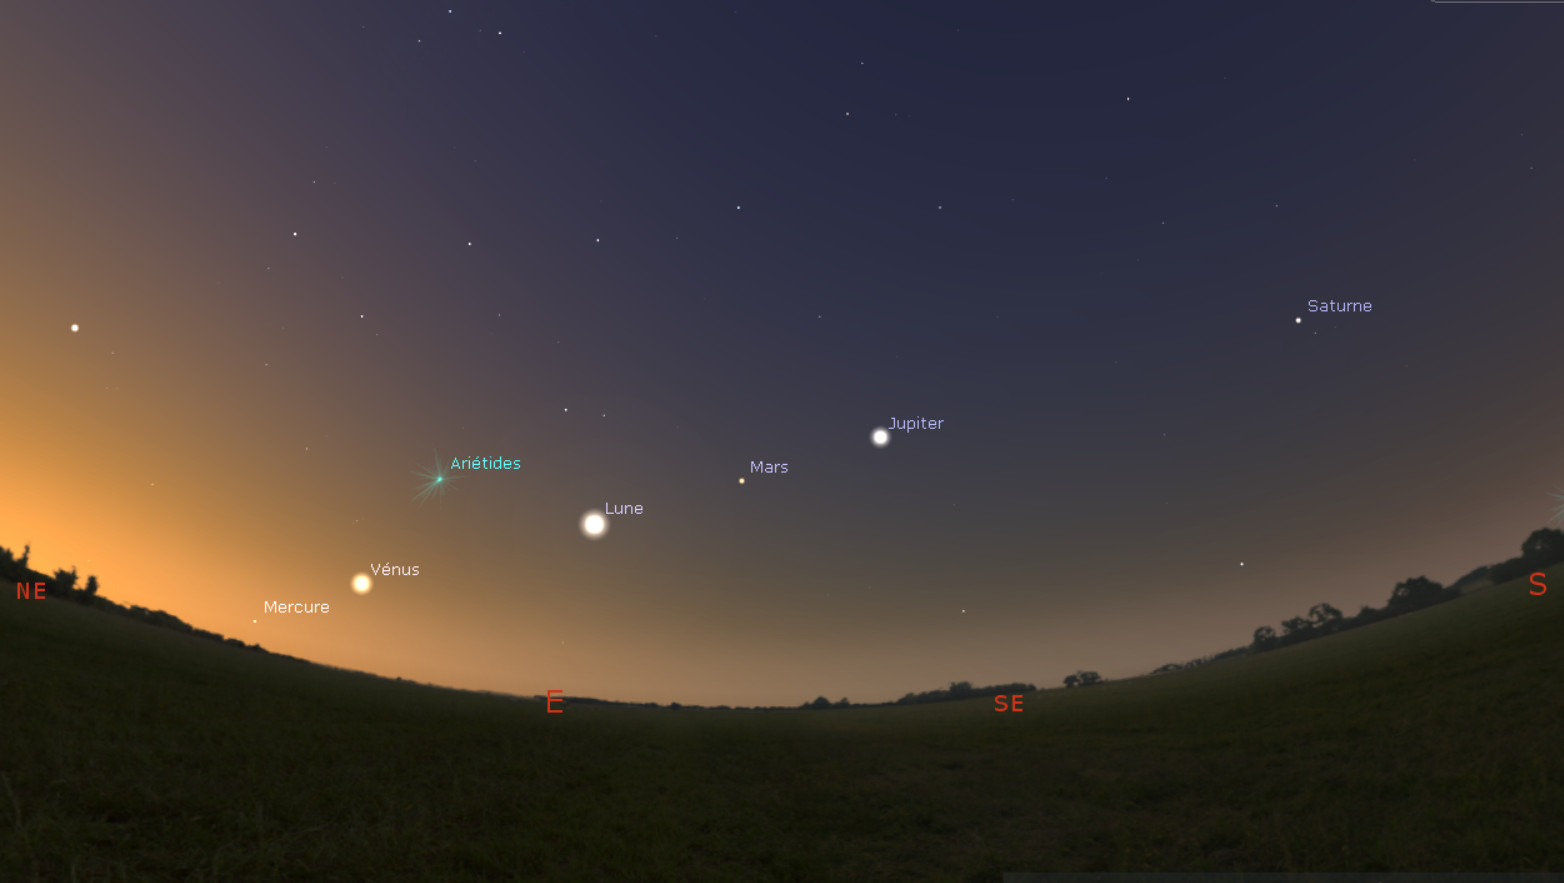 Saturne
Jupiter
Ariétides
Mars
Lune
Vénus
Mercure
NE
S
E
SE